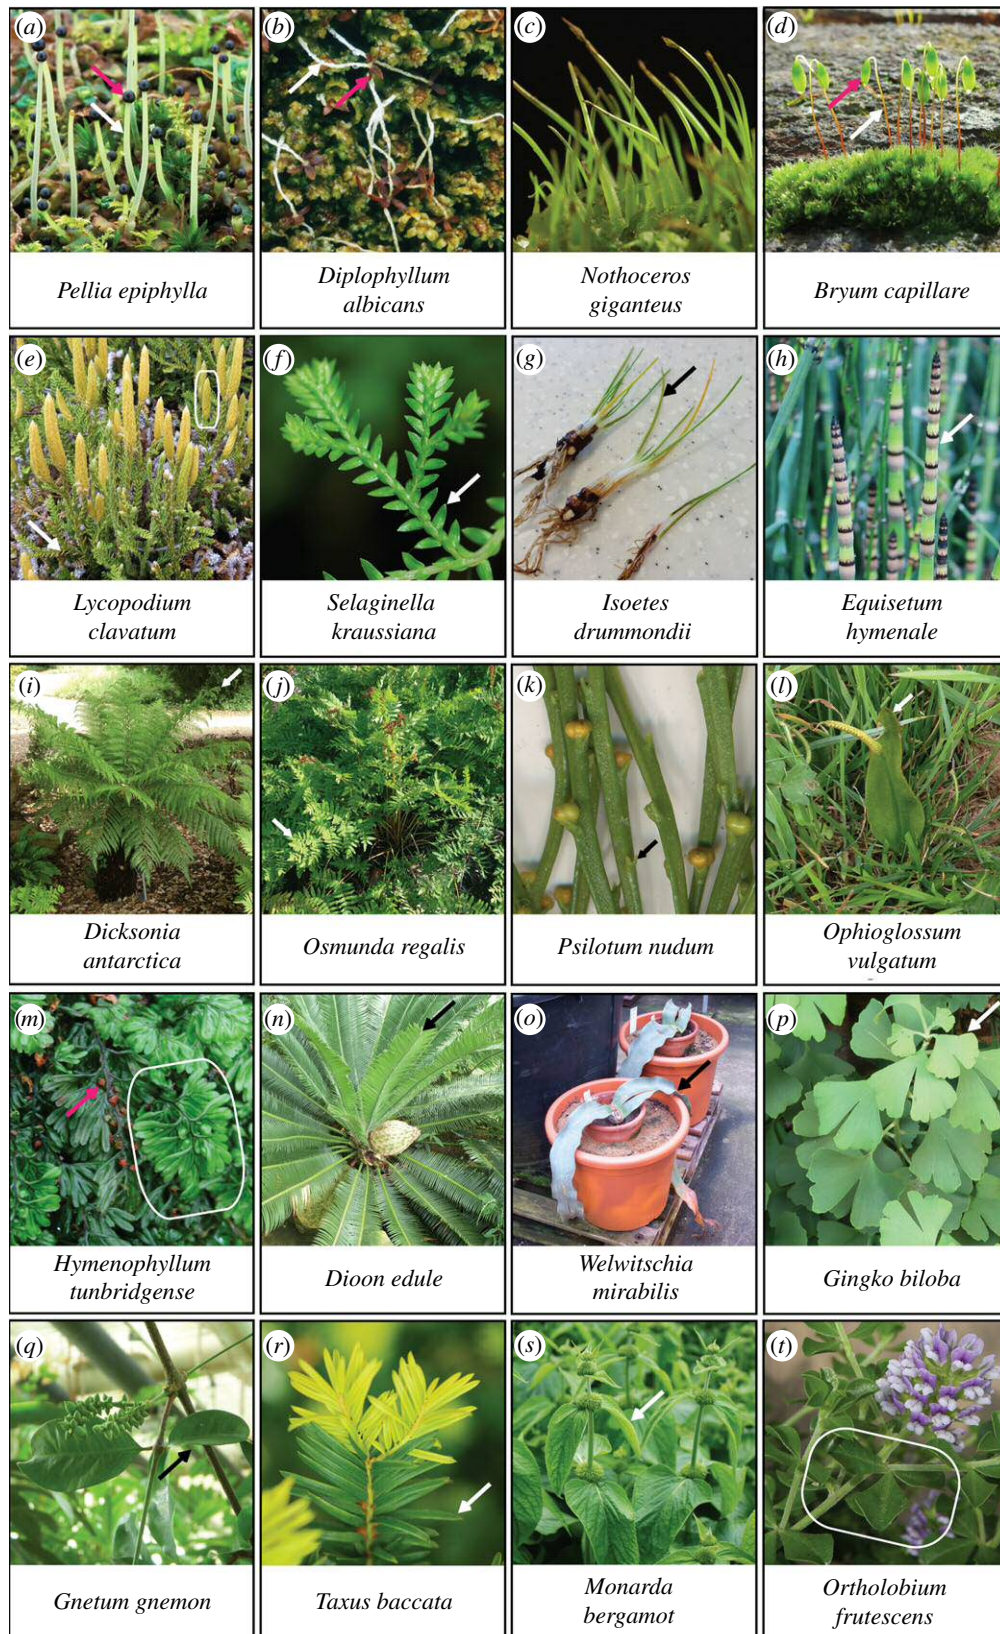 (a)
(b)
(c)
(d)
Pellia epiphylla
Diplophyllum
albicans
Nothoceros
giganteus
Bryum capillare
(e)
(f)
(g)
(h)
Lycopodium
clavatum
Selaginella
kraussiana
Isoetes
drummondii
Equisetum
hymenale
(i)
(j)
(k)
(l)
Dicksonia
antarctica
Osmunda regalis
Psilotum nudum
Ophioglossum
vulgatum
(m)
(n)
(o)
(p)
Hymenophyllum
tunbridgense
Dioon edule
Welwitschia
mirabilis
Gingko biloba
(q)
(r)
(s)
(t)
Gnetum gnemon
Taxus baccata
Monarda
bergamot
Ortholobium
frutescens